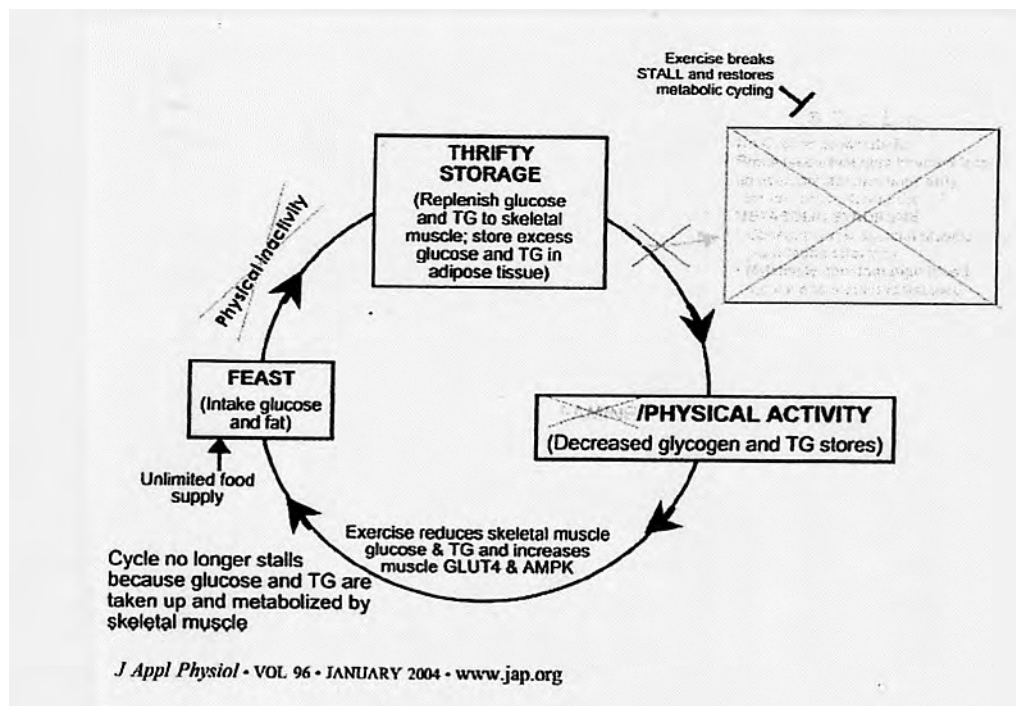 Exercise breaks
STALL and restores
metabolic cycling
THRIFTY
STORAGE
(Replenish glucose
and TG to skeletal
muscle; store excess
glucose and TG in
adipose tissue)
Physical inactivity
FEAST
(Intake glucose
and fat)
/PHYSICAL ACTIVITY
(Decreased glycogen and TG stores)
Unlimited food
supply
Exercise reduces skeletal muscle
glucose & TG and increases
muscle GLUT4 & AMPK
Cycle no longer stalls
because glucose and TG are
taken up and metabolized by
skeletal muscle
J Appl Physiol • VOL 96 • JANUARY 2004 • www.jap.org